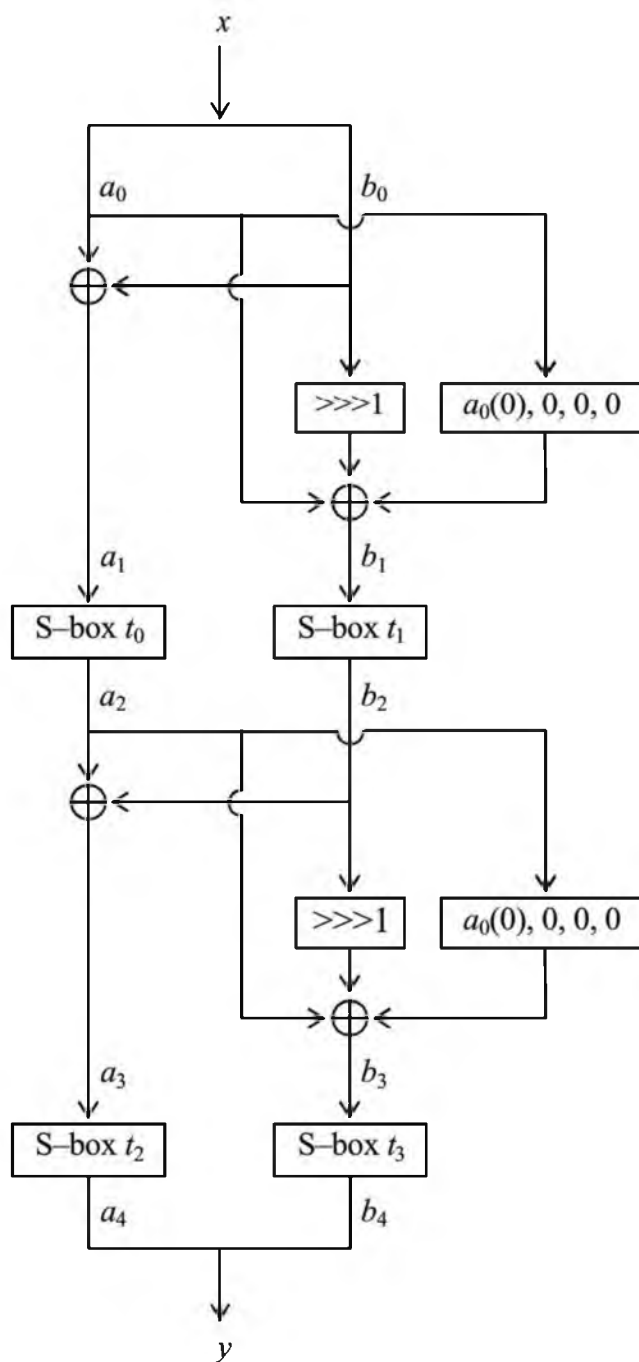 x
a₀ b₀
>>>1 a₀(0), 0, 0, 0
a₁ b₁
S–box t₀ S–box t₁
a₂ b₂
>>>1 a₀(0), 0, 0, 0
a₃ b₃
S–box t₂ S–box t₃
a₄ b₄
y